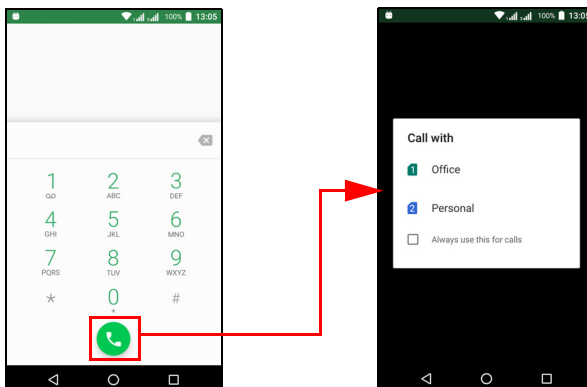 100% 13:05
1 2 3
ABC DEF
4 5 6
GHI JKL MNO
7 8 9
PQRS TUV WXYZ
* 0 #
+
100% 13:05
Call with
1 Office
2 Personal
Always use this for calls